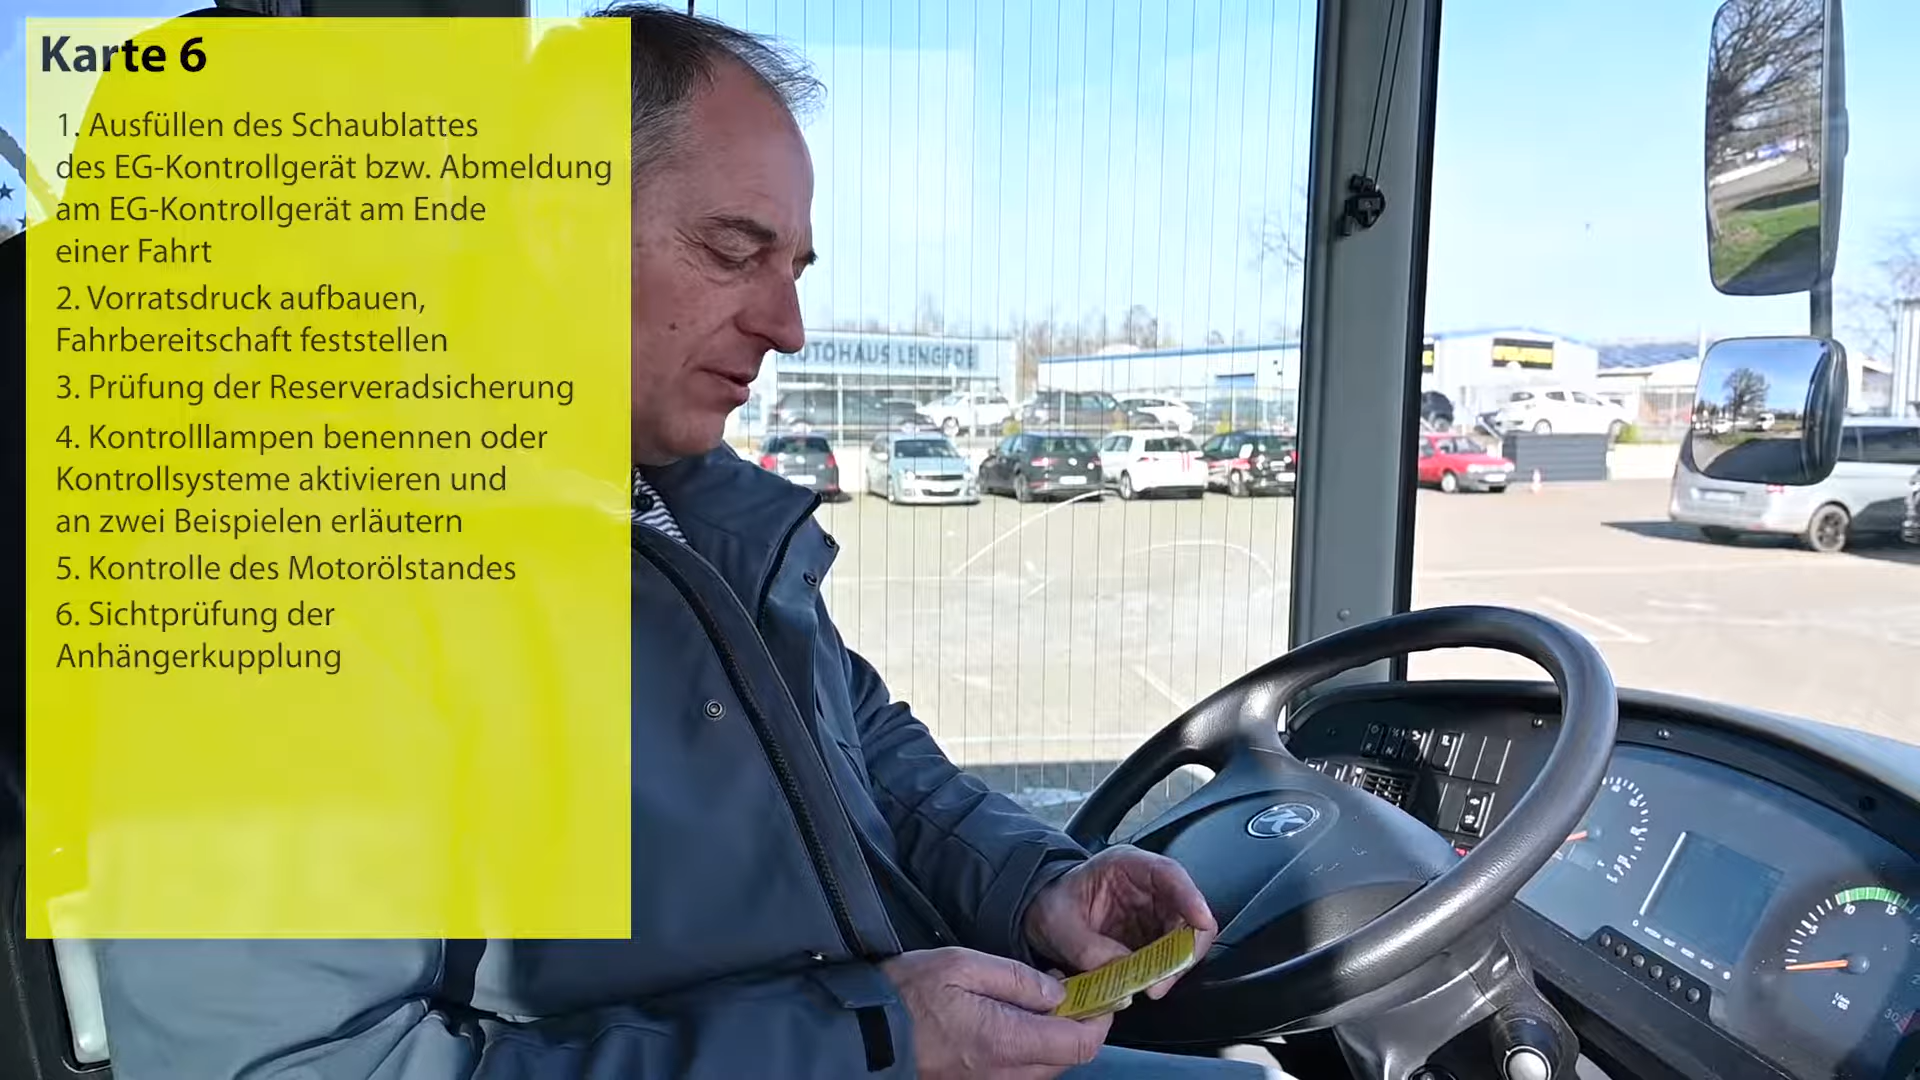 Karte 6
1. Ausfüllen des Schaublattes
des EG-Kontrollgerät bzw. Abmeldung
am EG-Kontrollgerät am Ende
einer Fahrt
2. Vorratsdruck aufbauen,
Fahrbereitschaft feststellen
3. Prüfung der Reserveradsicherung
4. Kontrolllampen benennen oder
Kontrollsysteme aktivieren und
an zwei Beispielen erläutern
5. Kontrolle des Motorölstandes
6. Sichtprüfung der
Anhängerkupplung
10 15